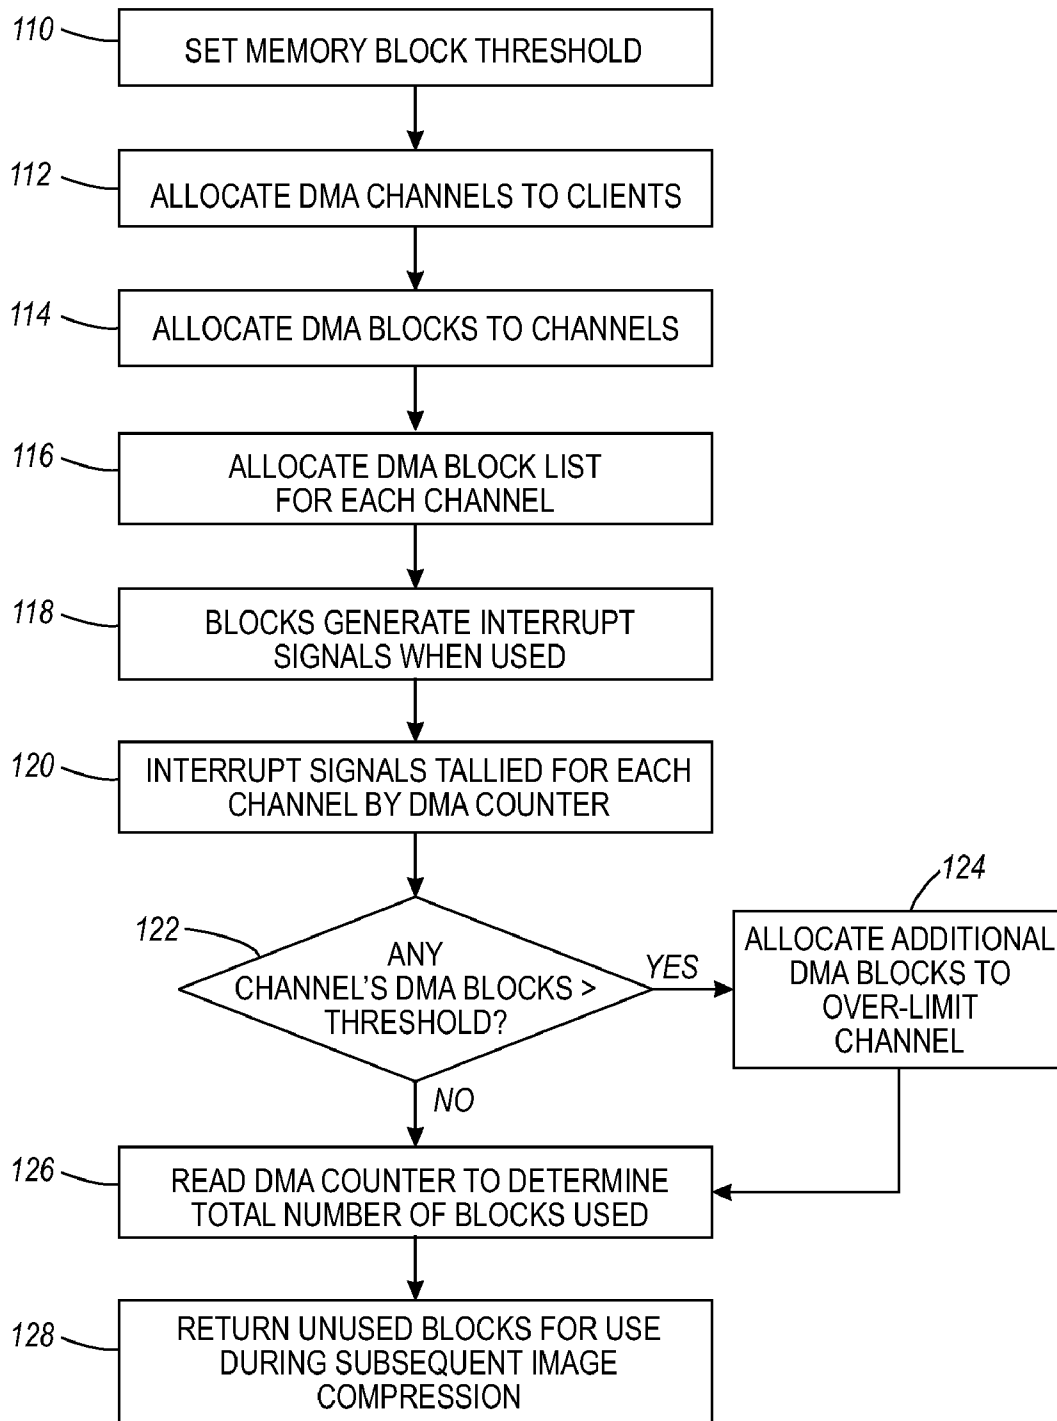 110
SET MEMORY BLOCK THRESHOLD
112
ALLOCATE DMA CHANNELS TO CLIENTS
114
ALLOCATE DMA BLOCKS TO CHANNELS
116
ALLOCATE DMA BLOCK LIST
FOR EACH CHANNEL
118
BLOCKS GENERATE INTERRUPT
SIGNALS WHEN USED
120
INTERRUPT SIGNALS TALLIED FOR EACH
CHANNEL BY DMA COUNTER
122
ANY
CHANNEL'S DMA BLOCKS >
THRESHOLD?
YES
124
ALLOCATE ADDITIONAL
DMA BLOCKS TO
OVER-LIMIT
CHANNEL
NO
126
READ DMA COUNTER TO DETERMINE
TOTAL NUMBER OF BLOCKS USED
128
RETURN UNUSED BLOCKS FOR USE
DURING SUBSEQUENT IMAGE
COMPRESSION